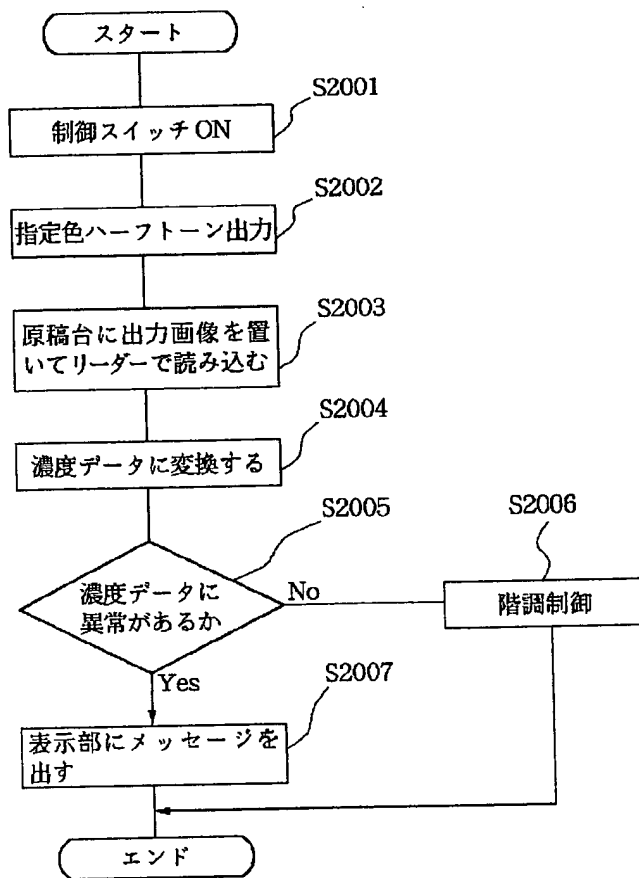 スタート
S2001
制御スイッチON
S2002
指定色ハーフトーン出力
S2003
原稿台に出力画像を置
いてリーダーで読み込む
S2004
濃度データに変換する
S2005
S2006
濃度データに
異常があるか
No
階調制御
Yes
S2007
表示部にメッセージを
出す
エンド